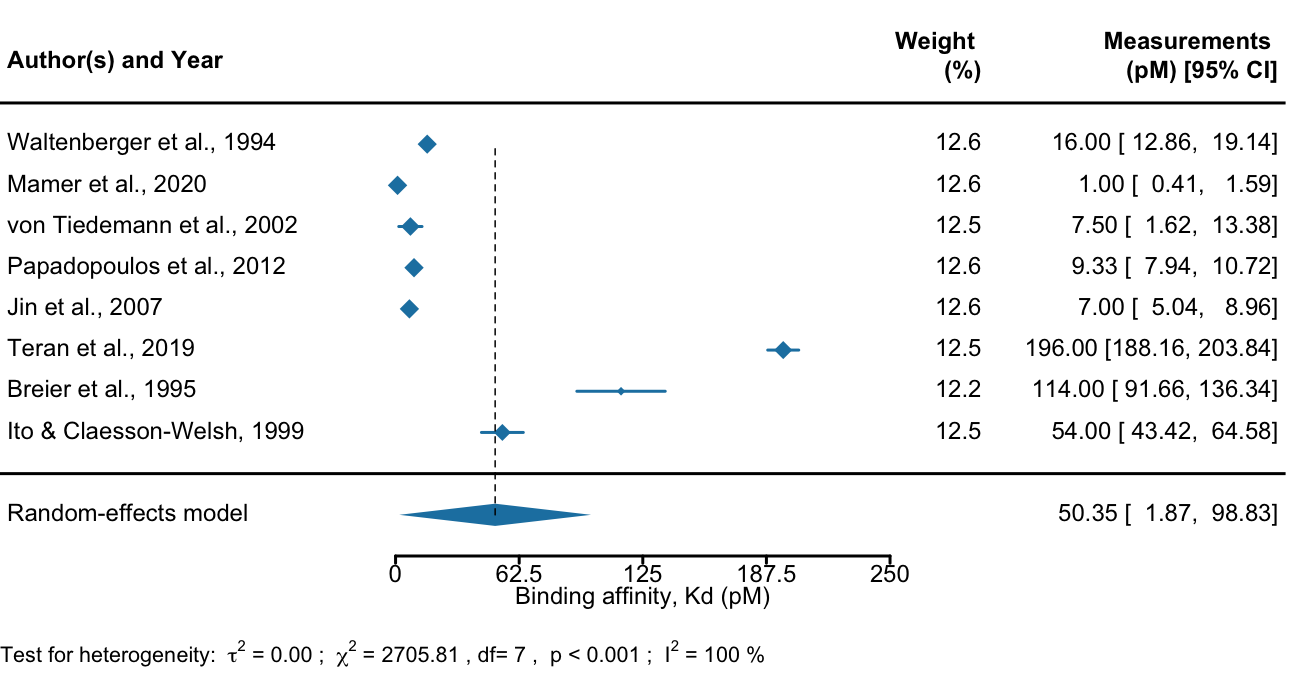 Author(s) and Year Weight (%) Measurements (pM) [95% CI]
Waltenberger et al., 1994 12.6 16.00 [ 12.86, 19.14]
Mamer et al., 2020 12.6 1.00 [ 0.41, 1.59]
von Tiedemann et al., 2002 12.5 7.50 [ 1.62, 13.38]
Papadopoulos et al., 2012 12.6 9.33 [ 7.94, 10.72]
Jin et al., 2007 12.6 7.00 [ 5.04, 8.96]
Teran et al., 2019 12.5 196.00 [188.16, 203.84]
Breier et al., 1995 12.2 114.00 [ 91.66, 136.34]
Ito & Claesson-Welsh, 1999 12.5 54.00 [ 43.42, 64.58]
Random-effects model 50.35 [ 1.87, 98.83]
0 62.5 125 187.5 250
Binding affinity, Kd (pM)
Test for heterogeneity: τ² = 0.00 ; χ² = 2705.81 , df= 7 , p < 0.001 ; I² = 100 %